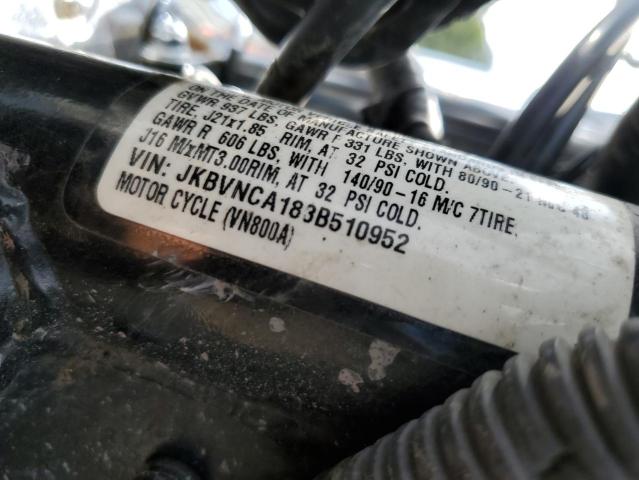 ON THE DATE OF MANUFACTURE SHOWN ABOVE
GVWR 937 LBS. GAWR F 331 LBS. WITH 80/90-21 M/C 48
TIRE, J21x1.85 RIM, AT 32 PSI COLD.
GAWR R 606 LBS. WITH 140/90-16 M/C 7TIRE,
J16 M/xMT3.00RIM, AT 32 PSI COLD.
VIN: JKBVNCA183B510952
MOTOR CYCLE (VN800A)